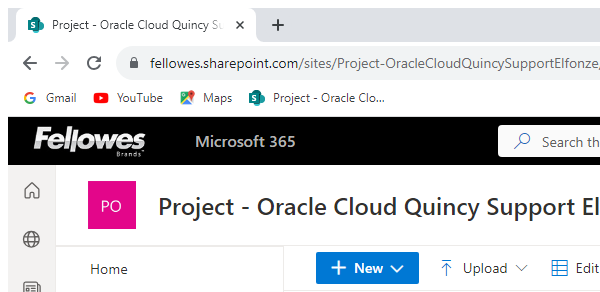 Project - Oracle Cloud Quincy Su
fellowes.sharepoint.com/sites/Project-OracleCloudQuincySupportElfonze
Gmail YouTube Maps Project - Oracle Clo...
Fellowes Brands Microsoft 365 Search th
PO Project - Oracle Cloud Quincy Support El
Home + New Upload Edit